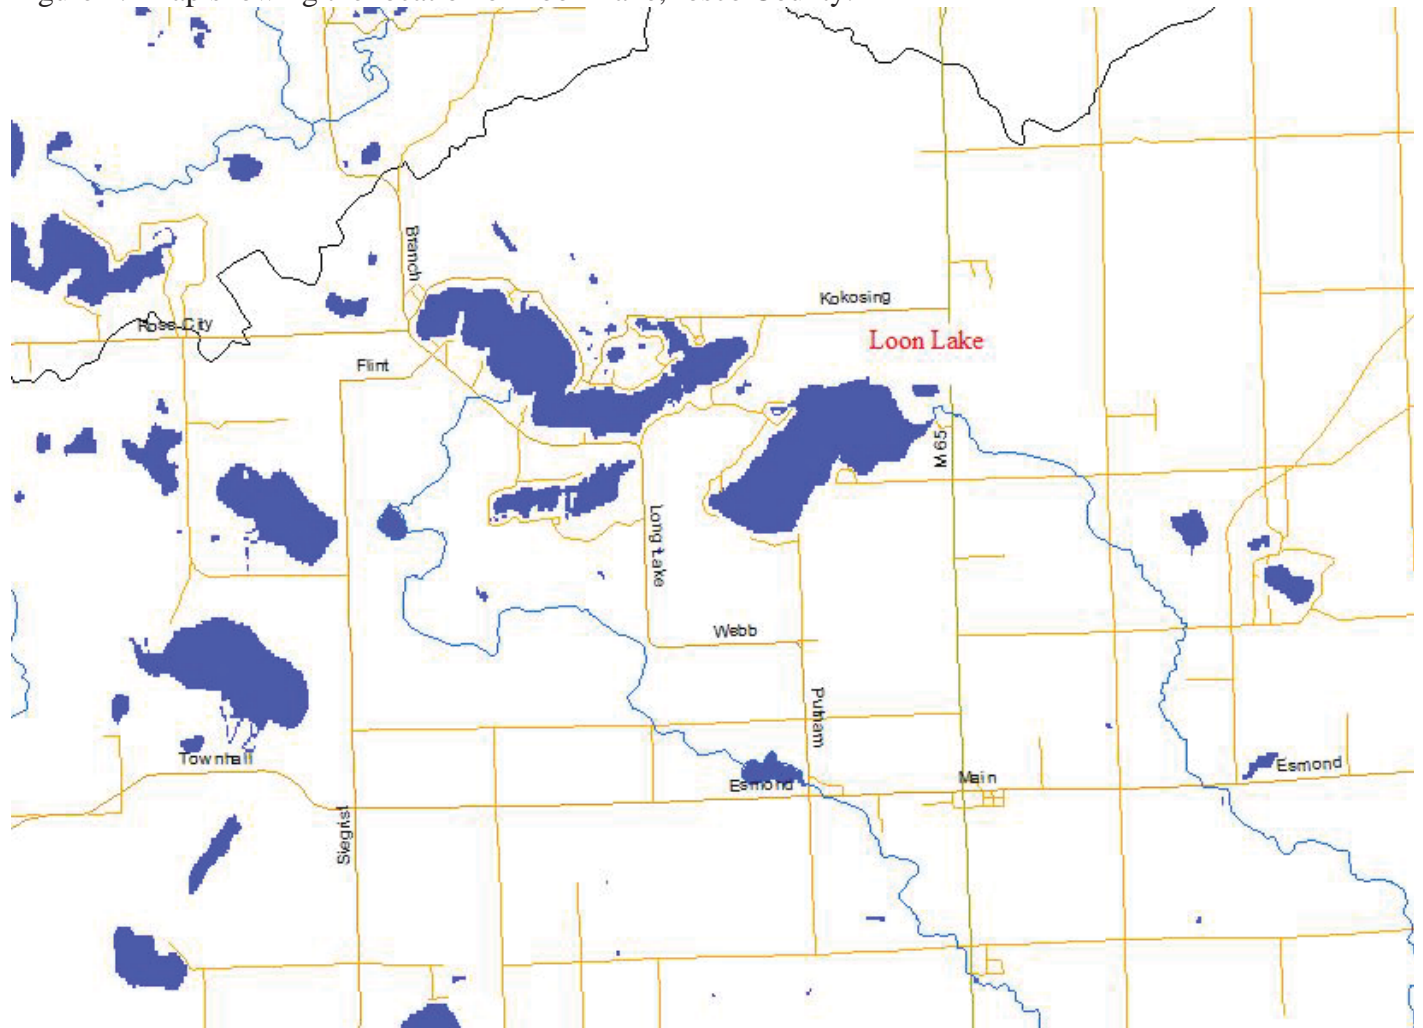 Branch
Kokosing
Rose City
Loon Lake
Flint
M 65
Long Lake
Webb
Putnam
Townhall
Esmond
Main
Esmond
Siegrist